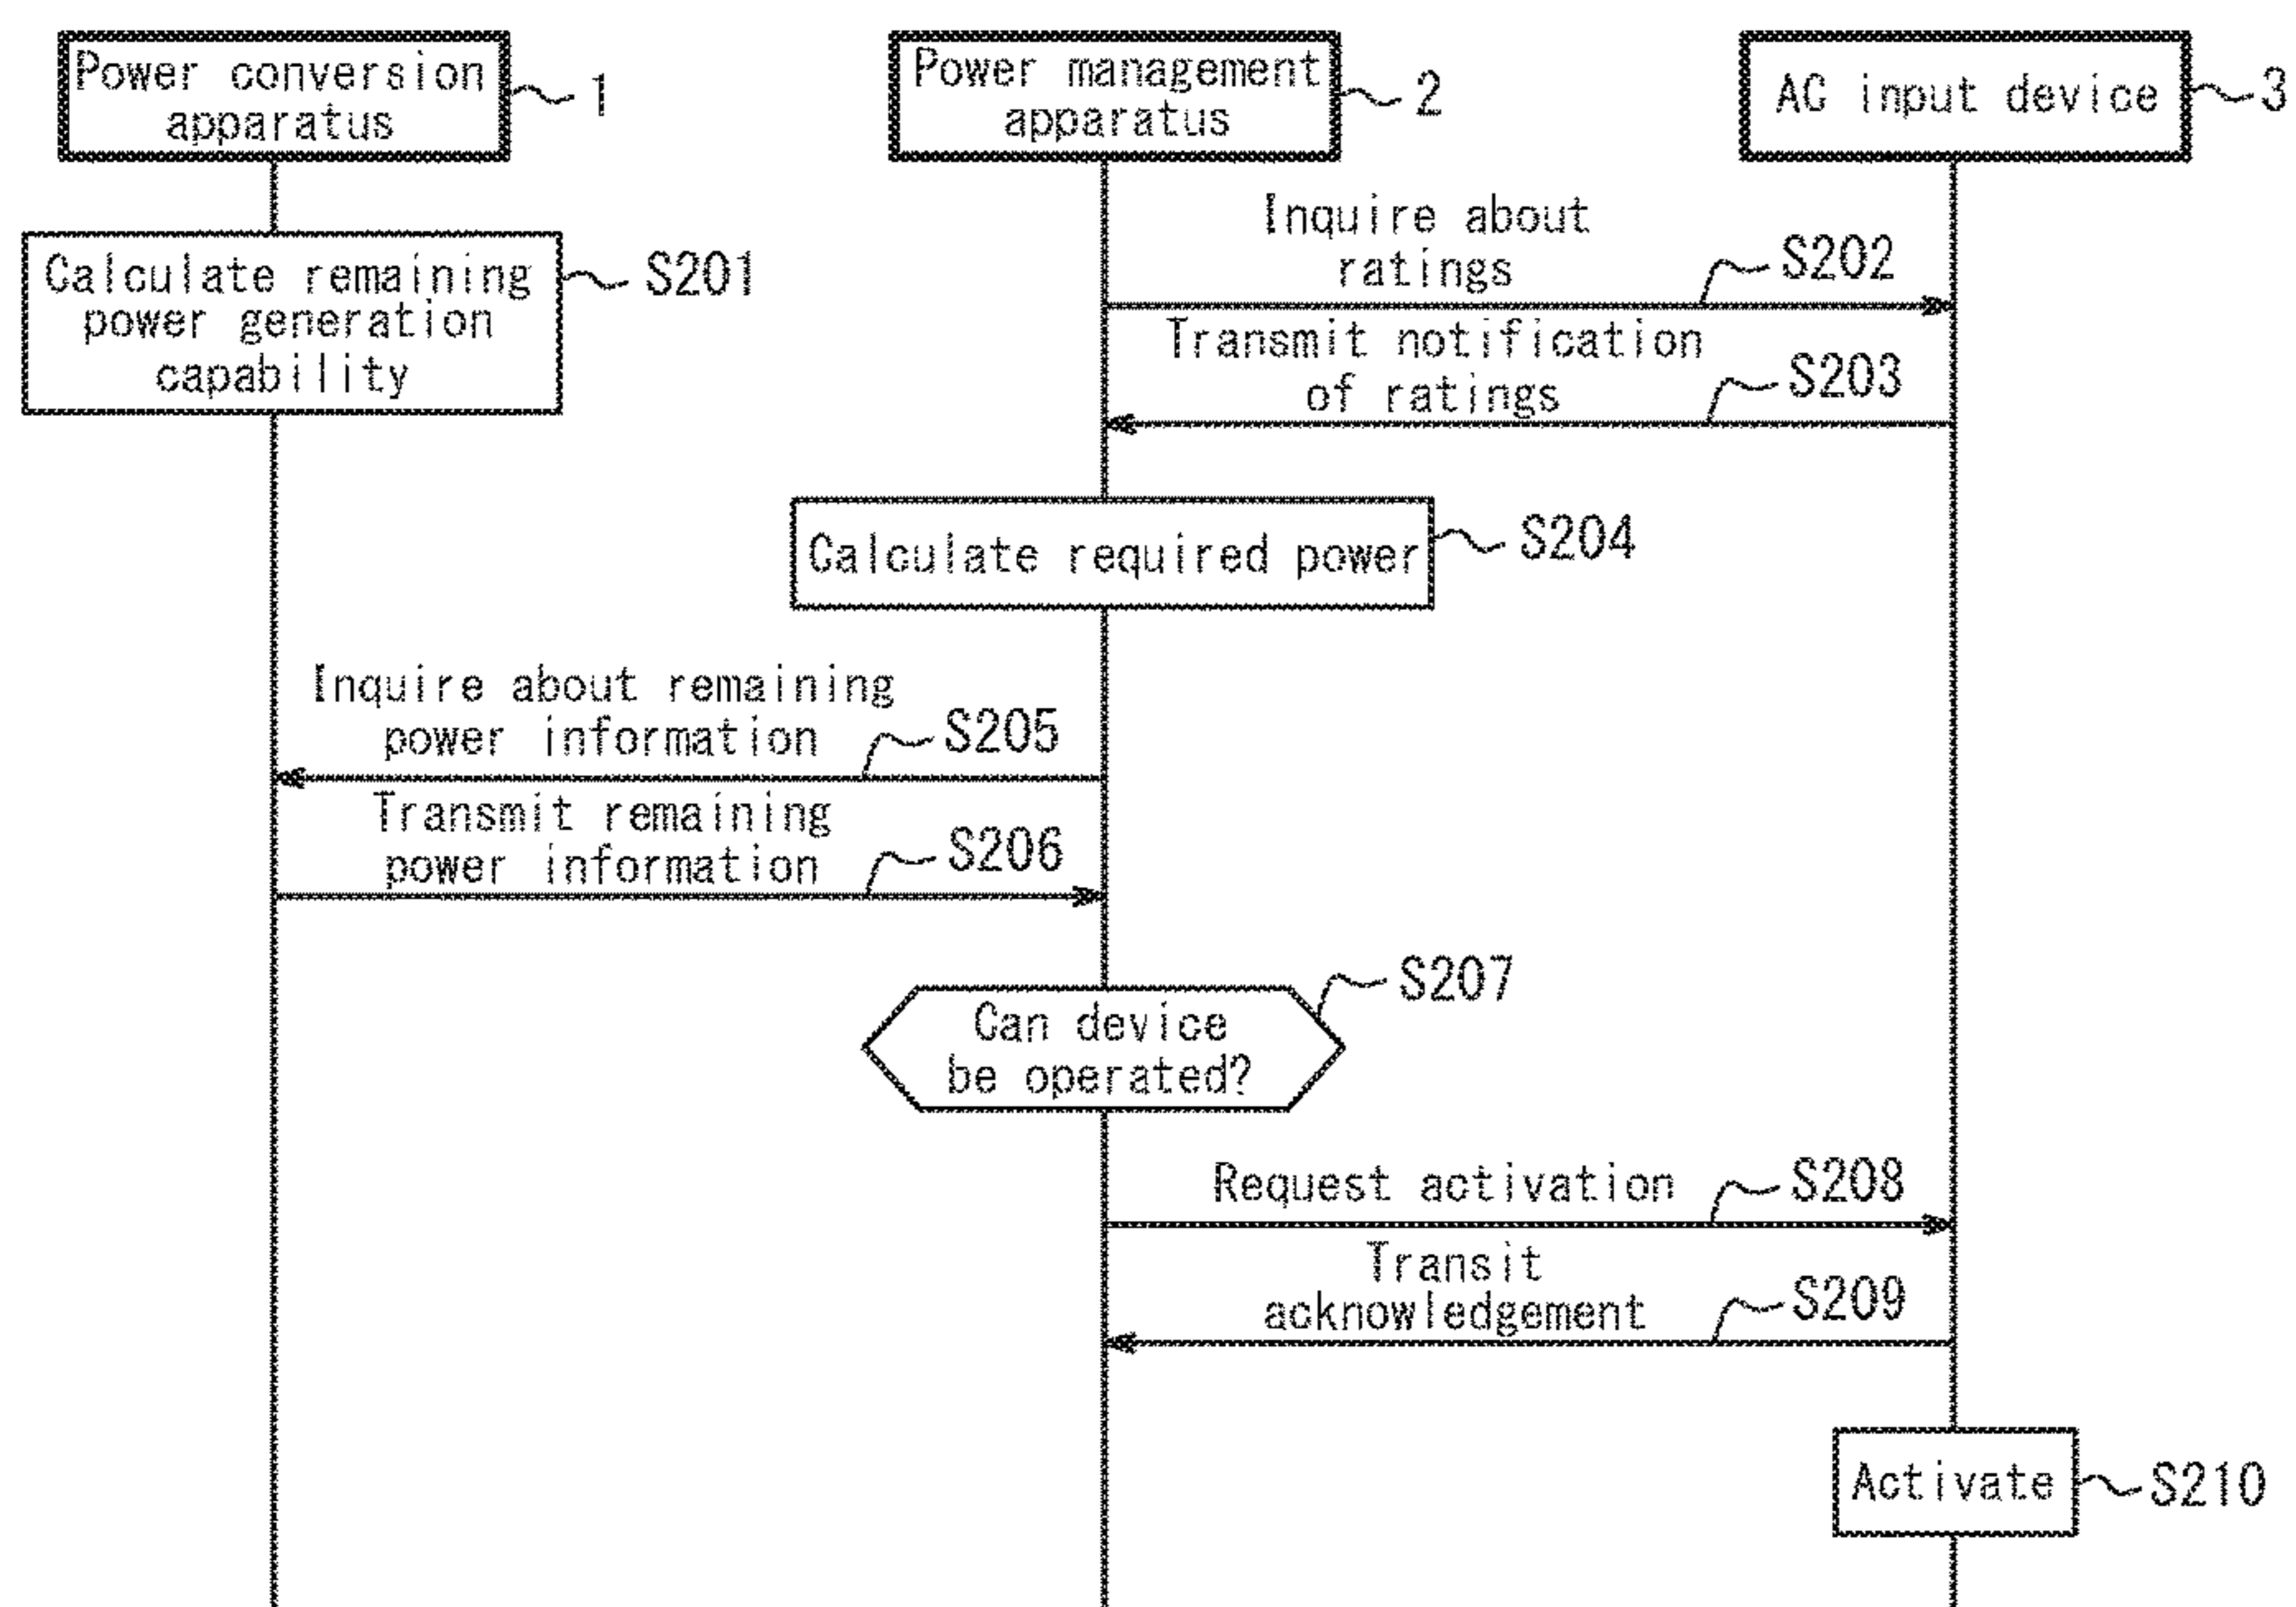 Power conversion
apparatus
1
Power management
apparatus
2
AC input device
3
Calculate remaining
power generation
capability
S201
Inquire about
ratings
S202
Transmit notification
of ratings
S203
Calculate required power
S204
Inquire about remaining
power information
S205
Transmit remaining
power information
S206
Can device
be operated?
S207
Request activation
S208
Transit
acknowledgement
S209
Activate
S210